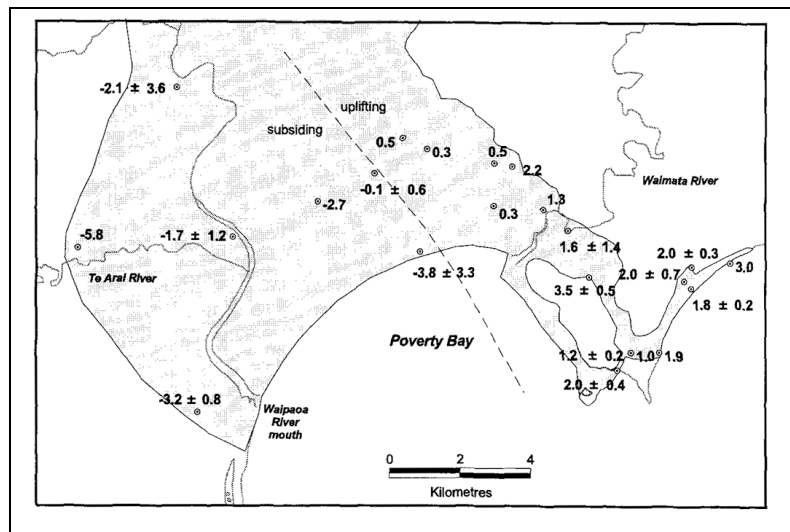 -2.1 ± 3.6
uplifting
subsiding
0.5
0.3
0.5
2.2
Waimata River
-0.1 ± 0.6
-2.7
0.3
1.3
-5.8
-1.7 ± 1.2
1.6 ± 1.4
Te Arai River
-3.8 ± 3.3
2.0 ± 0.3
3.0
2.0 ± 0.7
3.5 ± 0.5
1.8 ± 0.2
Poverty Bay
1.2 ± 0.2
1.0
1.9
2.0 ± 0.4
-3.2 ± 0.8
Waipaoa
River
mouth
0 2 4
Kilometres